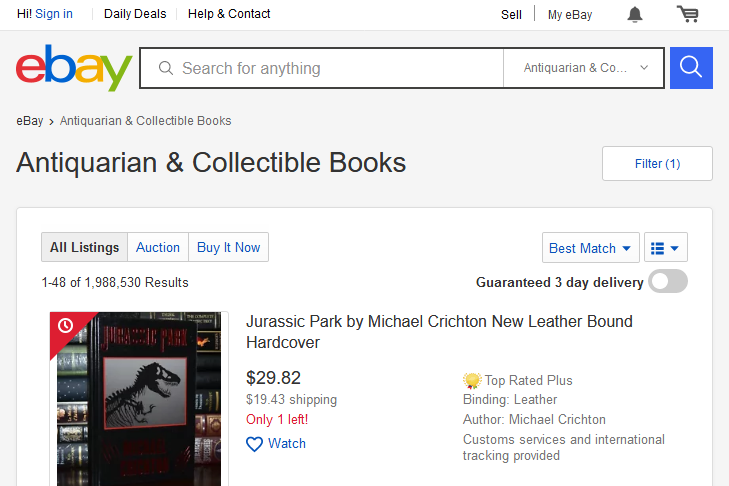 Hi! Sign in Daily Deals Help & Contact Sell My eBay
ebay Search for anything Antiquarian & Co...
eBay > Antiquarian & Collectible Books
Antiquarian & Collectible Books Filter (1)
All Listings Auction Buy It Now Best Match
1-48 of 1,988,530 Results Guaranteed 3 day delivery
JURASSIC PARK
Jurassic Park by Michael Crichton New Leather Bound
Hardcover
$29.82
$19.43 shipping
Only 1 left!
Watch
Top Rated Plus
Binding: Leather
Author: Michael Crichton
Customs services and international
tracking provided